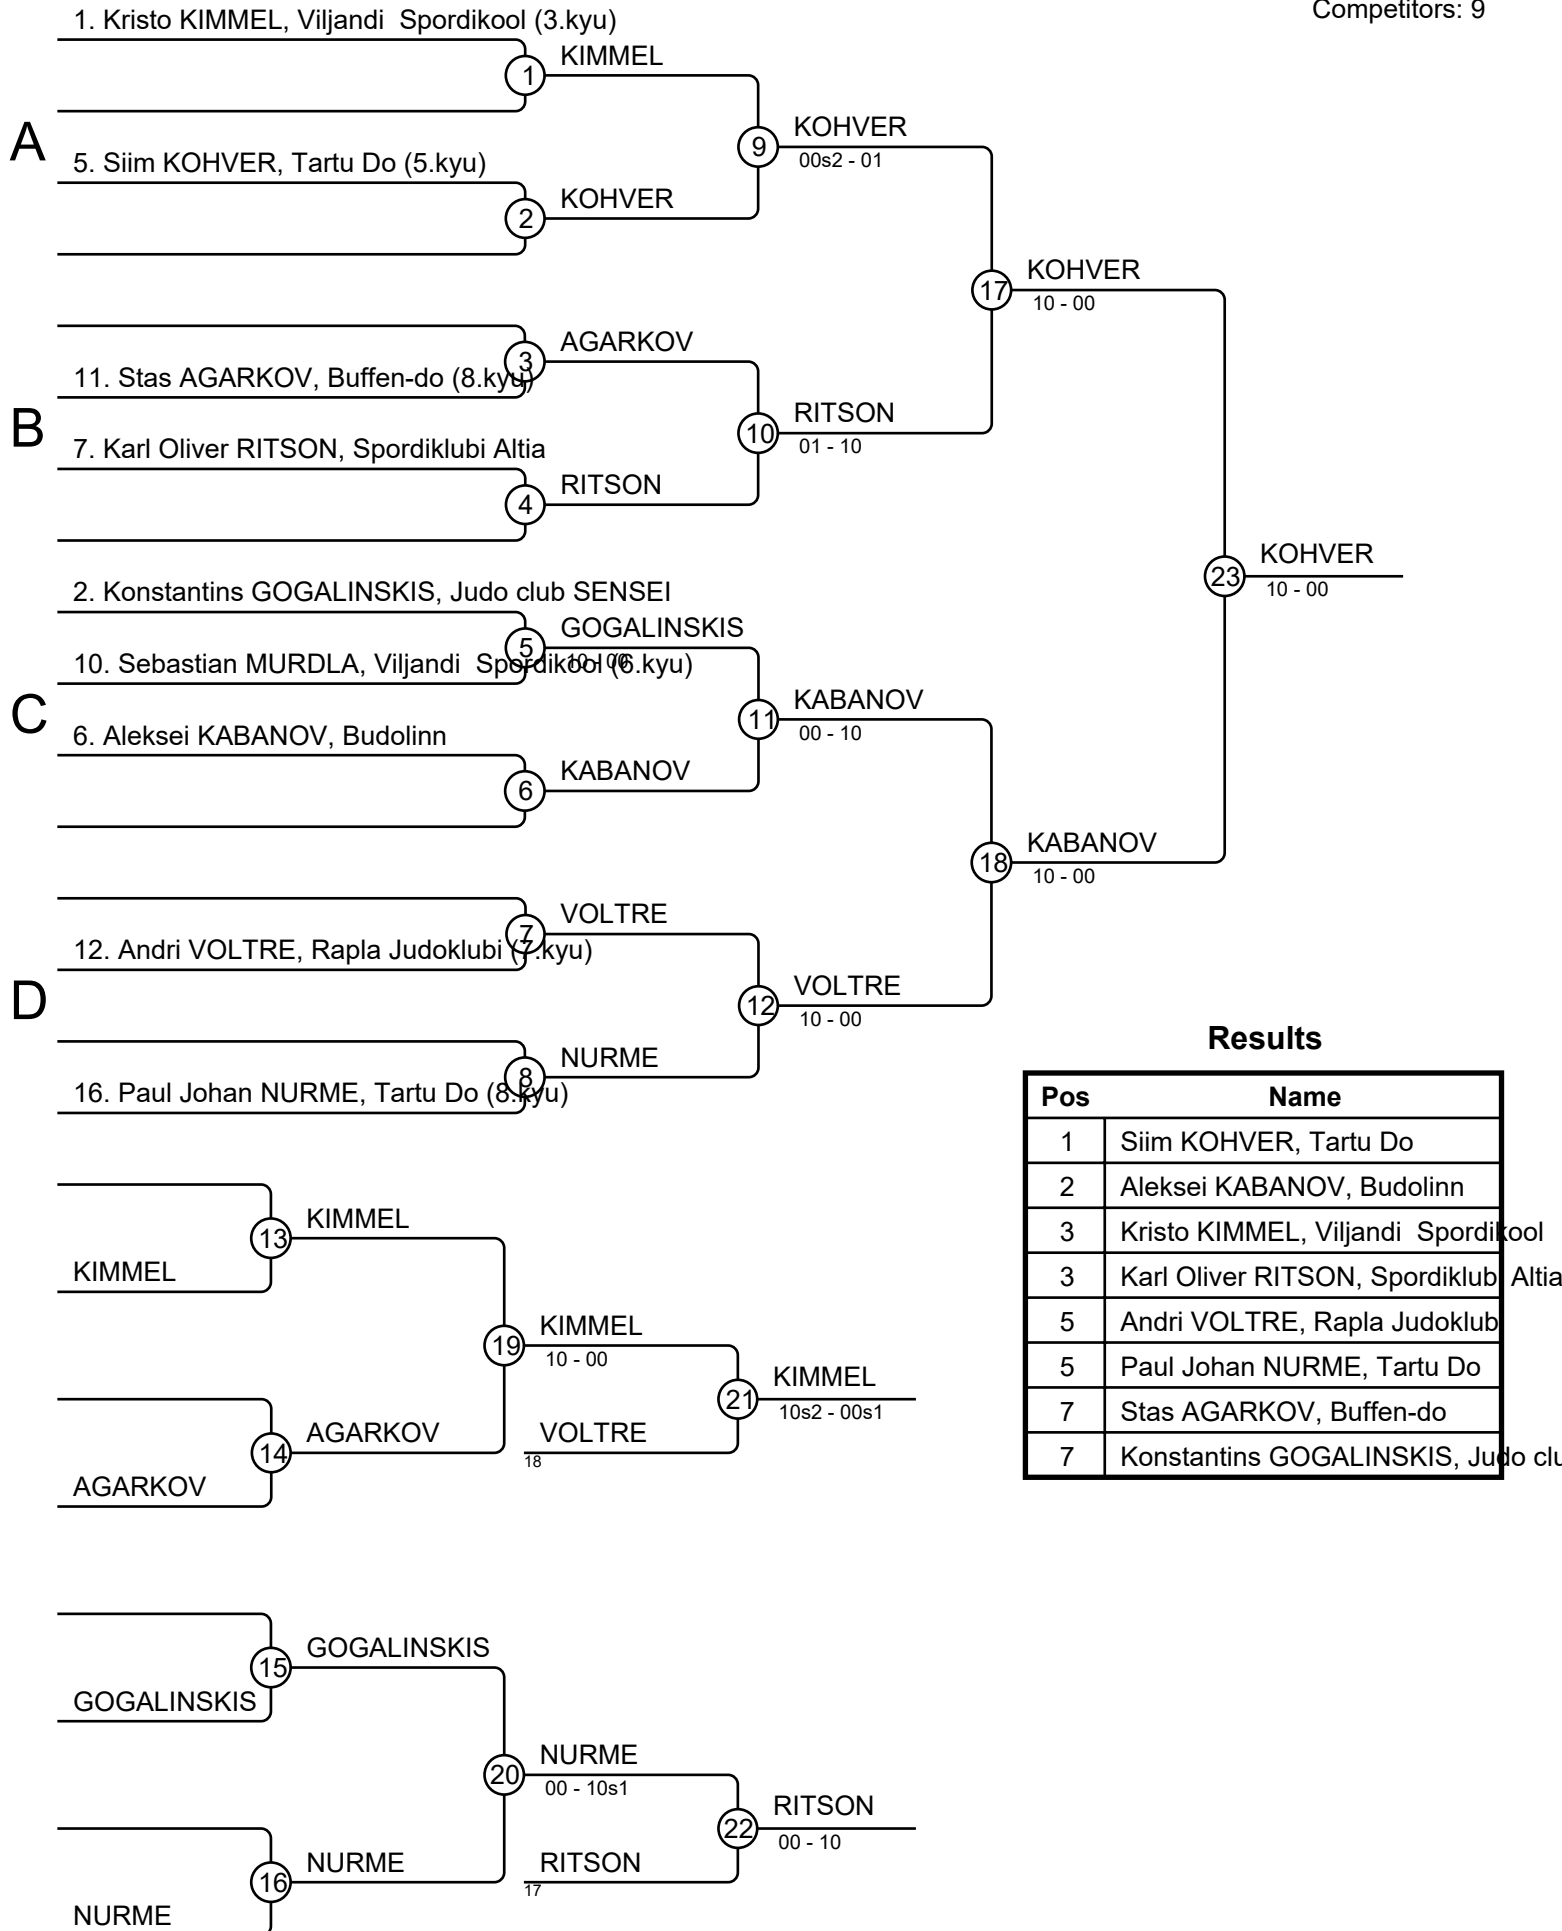 Competitors: 9
1. Kristo KIMMEL, Viljandi  Spordikool (3.kyu)
1
KIMMEL
A
9
KOHVER
00s2 - 01
5. Siim KOHVER, Tartu Do (5.kyu)
2
KOHVER
17
KOHVER
10 - 00
3
AGARKOV
11. Stas AGARKOV, Buffen-do (8.kyu)
B
10
RITSON
01 - 10
7. Karl Oliver RITSON, Spordiklubi Altia
4
RITSON
23
KOHVER
10 - 00
2. Konstantins GOGALINSKIS, Judo club SENSEI
5
GOGALINSKIS
10 - 00
10. Sebastian MURDLA, Viljandi  Spordikool (6.kyu)
C
11
KABANOV
00 - 10
6. Aleksei KABANOV, Budolinn
6
KABANOV
18
KABANOV
10 - 00
7
VOLTRE
12. Andri VOLTRE, Rapla Judoklubi (7.kyu)
D
12
VOLTRE
10 - 00
8
NURME
16. Paul Johan NURME, Tartu Do (8.kyu)
Results
Pos Name
1 Siim KOHVER, Tartu Do
2 Aleksei KABANOV, Budolinn
3 Kristo KIMMEL, Viljandi  Spordikool
3 Karl Oliver RITSON, Spordiklubi Altia
5 Andri VOLTRE, Rapla Judoklubi
5 Paul Johan NURME, Tartu Do
7 Stas AGARKOV, Buffen-do
7 Konstantins GOGALINSKIS, Judo clu
13
KIMMEL
KIMMEL
19
KIMMEL
10 - 00
21
KIMMEL
10s2 - 00s1
14
AGARKOV
VOLTRE
18
AGARKOV
15
GOGALINSKIS
GOGALINSKIS
20
NURME
00 - 10s1
22
RITSON
00 - 10
16
NURME
RITSON
17
NURME